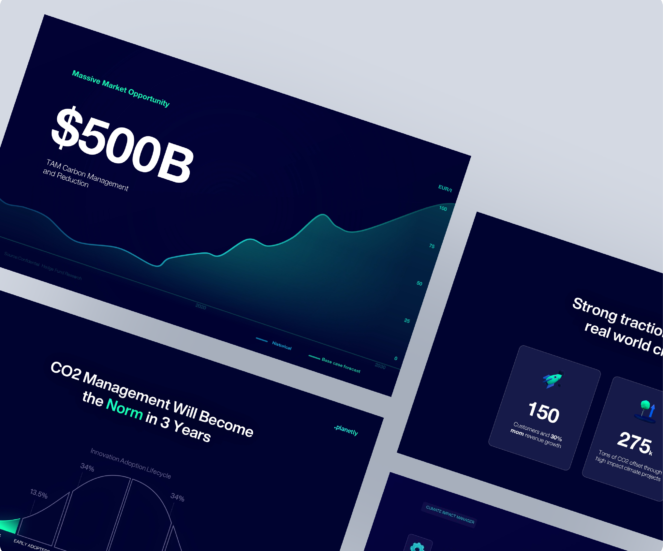 Massive Market Opportunity
$500B
TAM Carbon Management
and Reduction
EUR/t
100
75
50
25
0
2020
2030
Historical
Base case forecast
Strong traction
real world
150
Customers and 30%
more revenue growth
275
Tons of CO2 offset through
high-impact climate projects
CO2 Management Will Become
the Norm in 3 Years
planetly
Innovation Adoption Lifecycle
34%
34%
13.5%
EARLY ADOPTERS
CLIMATE IMPACT MANAGER